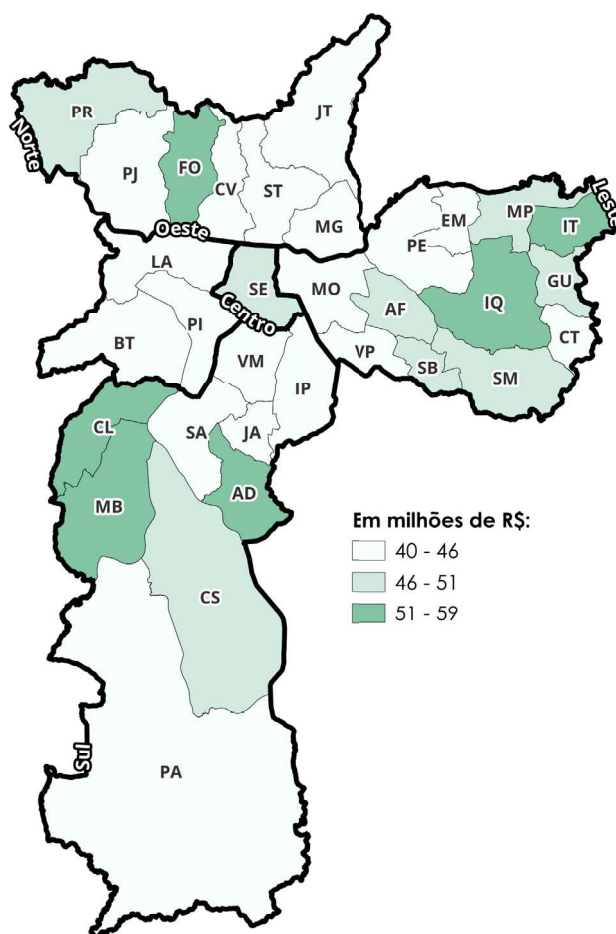 JT
PR
Norte
FO
PJ
CV
ST
MG
Oeste
Leste
EM
MP
IT
PE
LA
SE
MO
GU
IQ
AF
Centro
PI
BT
CT
VP
VM
SB
SM
IP
CL
SA
JA
AD
MB
Em milhões de R$:
40 - 46
46 - 51
51 - 59
CS
Sul
PA